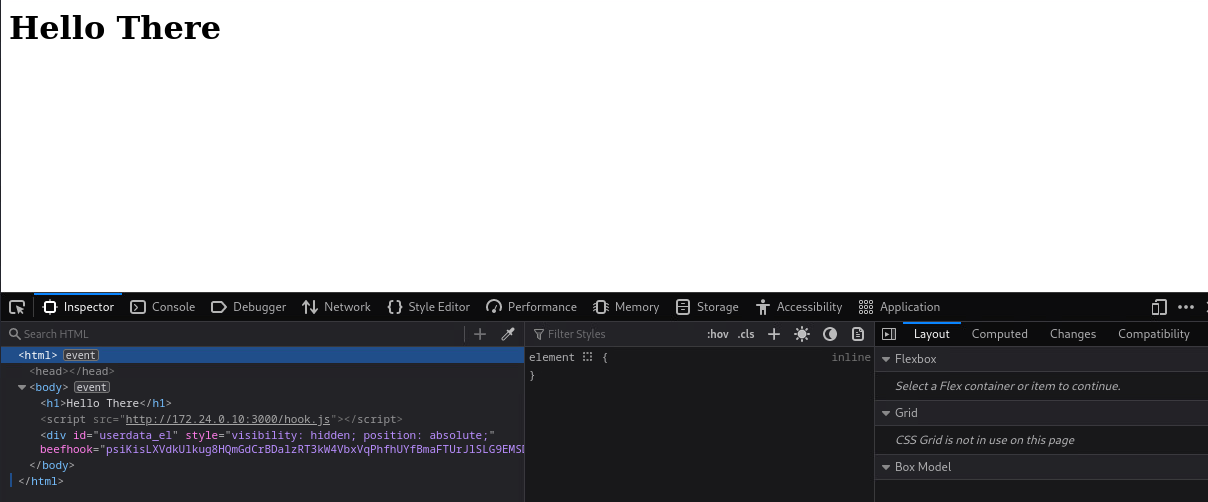 Hello There
Inspector Console Debugger Network Style Editor Performance Memory Storage Accessibility Application
Search HTML
Filter Styles :hov .cls
Layout Computed Changes Compatibility
<html> event
<head></head>
<body> event
<h1>Hello There</h1>
<script src="http://172.24.0.10:3000/hook.js"></script>
<div id="userdata_el" style="visibility: hidden; position: absolute;"
</body>
</html>
element { inline
}
Flexbox
Select a Flex container or item to continue.
Grid
CSS Grid is not in use on this page
Box Model